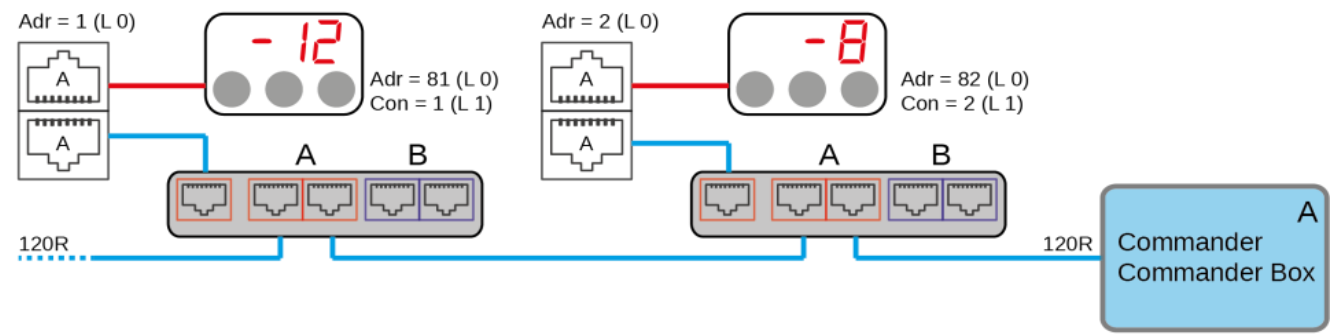 Adr = 1 (L 0)
A
A
-12
Adr = 81 (L 0)
Con = 1 (L 1)
A B
120R
Adr = 2 (L 0)
A
A
-8
Adr = 82 (L 0)
Con = 2 (L 1)
A B
120R
A
Commander
Commander Box